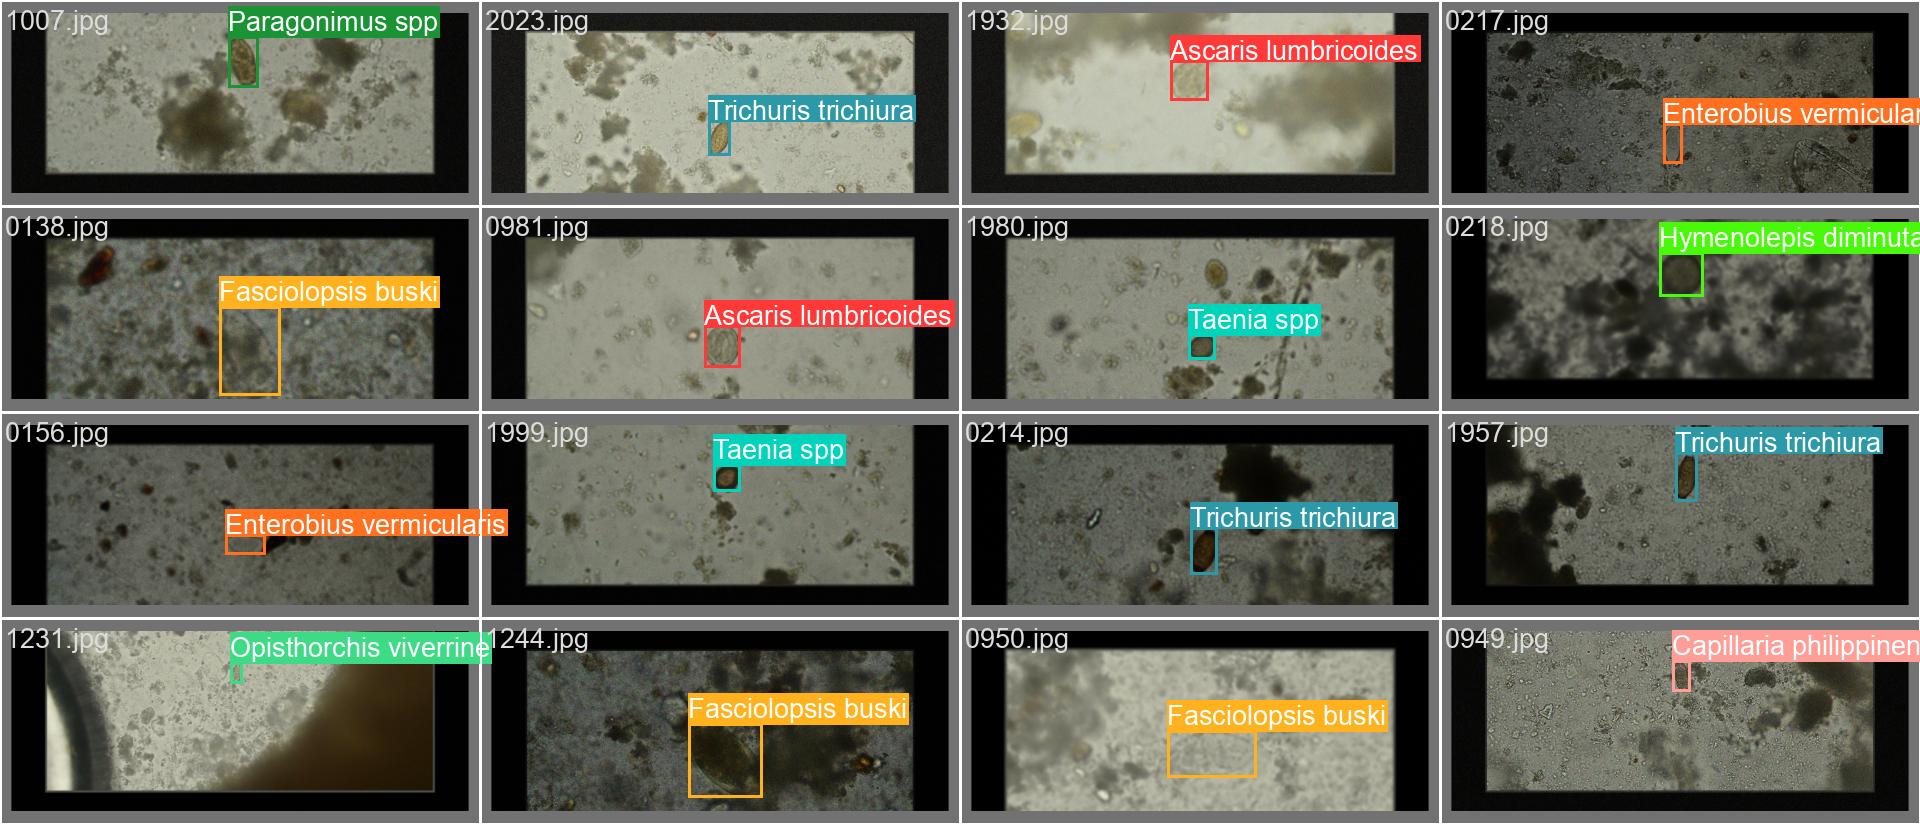 1007.jpg
Paragonimus spp
2023.jpg
Trichuris trichiura
1932.jpg
Ascaris lumbricoides
0217.jpg
Enterobius vermicular
0138.jpg
Fasciolopsis buski
0981.jpg
Ascaris lumbricoides
1980.jpg
Taenia spp
0218.jpg
Hymenolepis diminuta
0156.jpg
Enterobius vermicularis
1999.jpg
Taenia spp
0214.jpg
Trichuris trichiura
1957.jpg
Trichuris trichiura
1231.jpg
Opisthorchis viverrine
1244.jpg
Fasciolopsis buski
0950.jpg
Fasciolopsis buski
0949.jpg
Capillaria philippinen